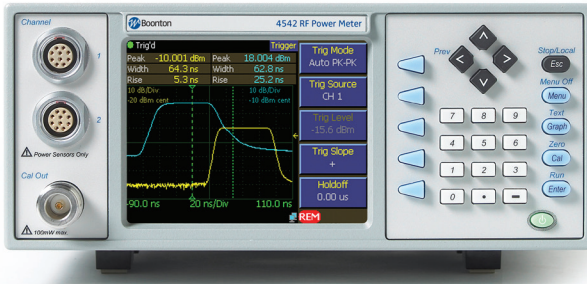 Channel
1
2
Power Sensors Only
Cal Out
100mW max.
Boonton
4542 RF Power Meter
Trig'd
Trigger
Peak -10.001 dBm Peak 18.004 dBm
Width 64.3 ns Width 62.8 ns
Rise 5.3 ns Rise 25.2 ns
10 dB/Div 10 dB/Div
-20 dBm cent -10 dBm cent
-90.0 ns 20 ns/Div 110.0 ns
REM
Trig Mode
Auto PK-PK
Trig Source
CH 1
Trig Level
-15.6 dBm
Trig Slope
+
Holdoff
0.00 us
Prev
Stop/Local
Esc
Menu Off
Menu
Text
Graph
Zero
Cal
Run
Enter
7 8 9
4 5 6
1 2 3
0 • −